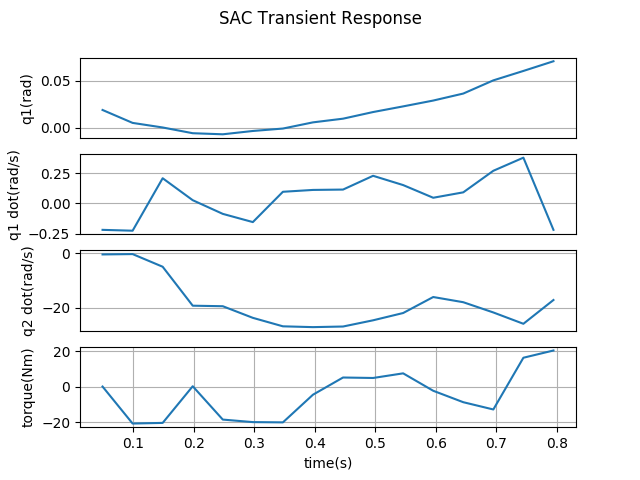 SAC Transient Response
q1(rad)
0.05
0.00
q1 dot(rad/s)
0.25
0.00
−0.25
q2 dot(rad/s)
0
−20
torque(Nm)
20
0
−20
0.1 0.2 0.3 0.4 0.5 0.6 0.7 0.8
time(s)